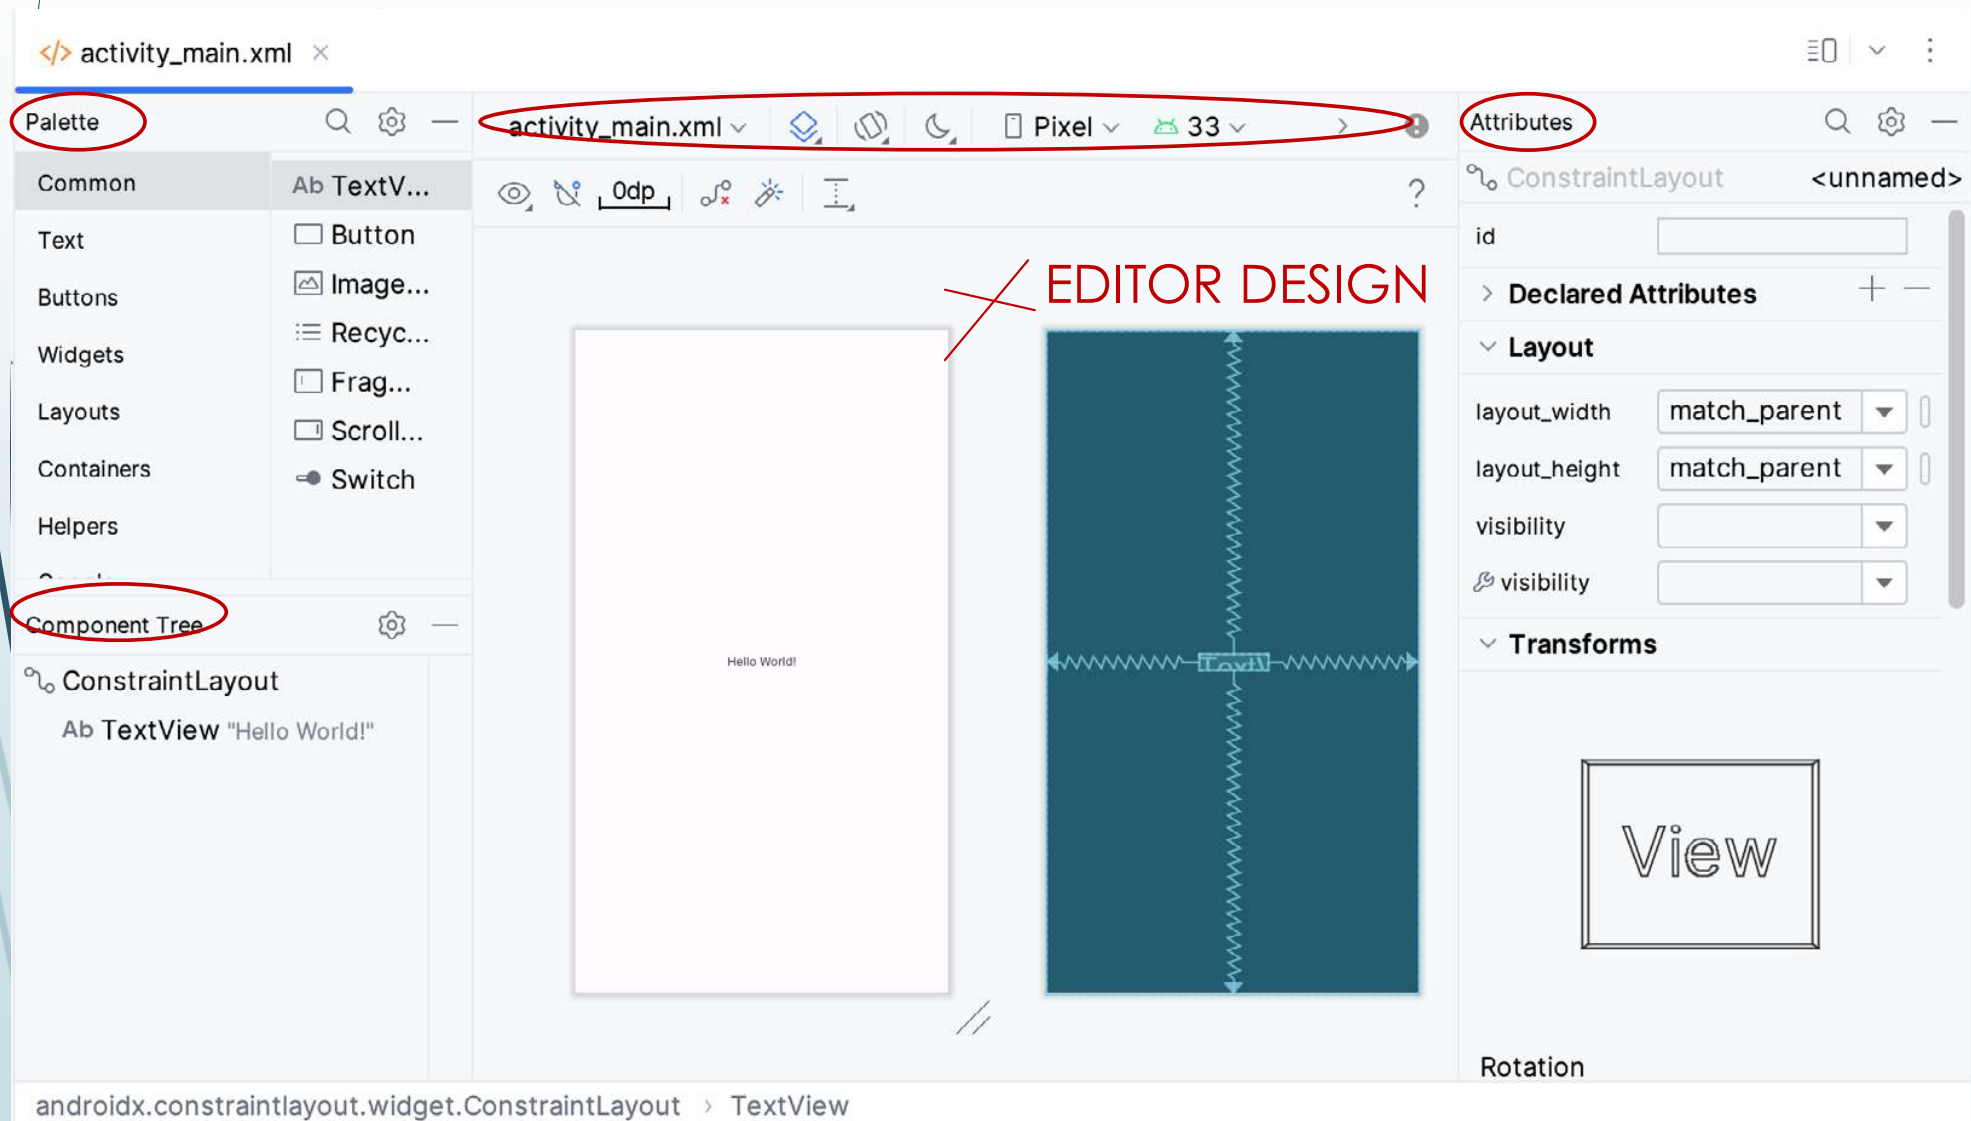 activity_main.xml
Palette
Common
Text
Buttons
Widgets
Layouts
Containers
Helpers
Ab TextV...
Button
Image...
Recyc...
Frag...
Scroll...
Switch
Component Tree
ConstraintLayout
Ab TextView "Hello World!"
activity_main.xml
Pixel
33
0dp
?
EDITOR DESIGN
Hello World!
Attributes
ConstraintLayout <unnamed>
id
Declared Attributes
Layout
layout_width match_parent
layout_height match_parent
visibility
visibility
Transforms
View
Rotation
androidx.constraintlayout.widget.ConstraintLayout > TextView